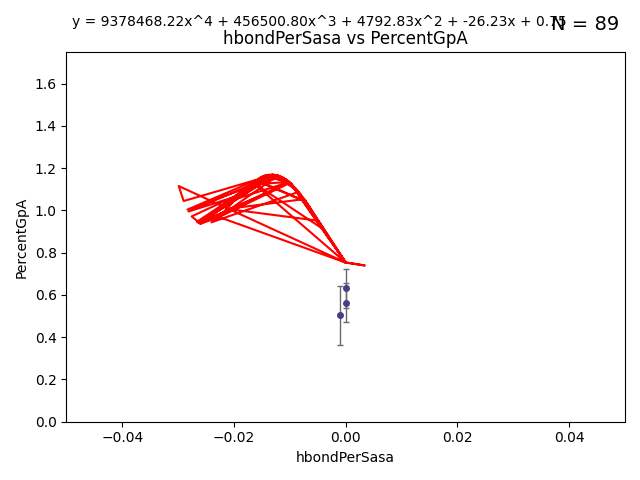 y = 9378468.22x^4 + 456500.80x^3 + 4792.83x^2 + -26.23x + 0.75
N = 89
hbondPerSasa vs PercentGpA
1.6
1.4
1.2
1.0
0.8
0.6
0.4
0.2
0.0
PercentGpA
−0.04 −0.02 0.00 0.02 0.04
hbondPerSasa